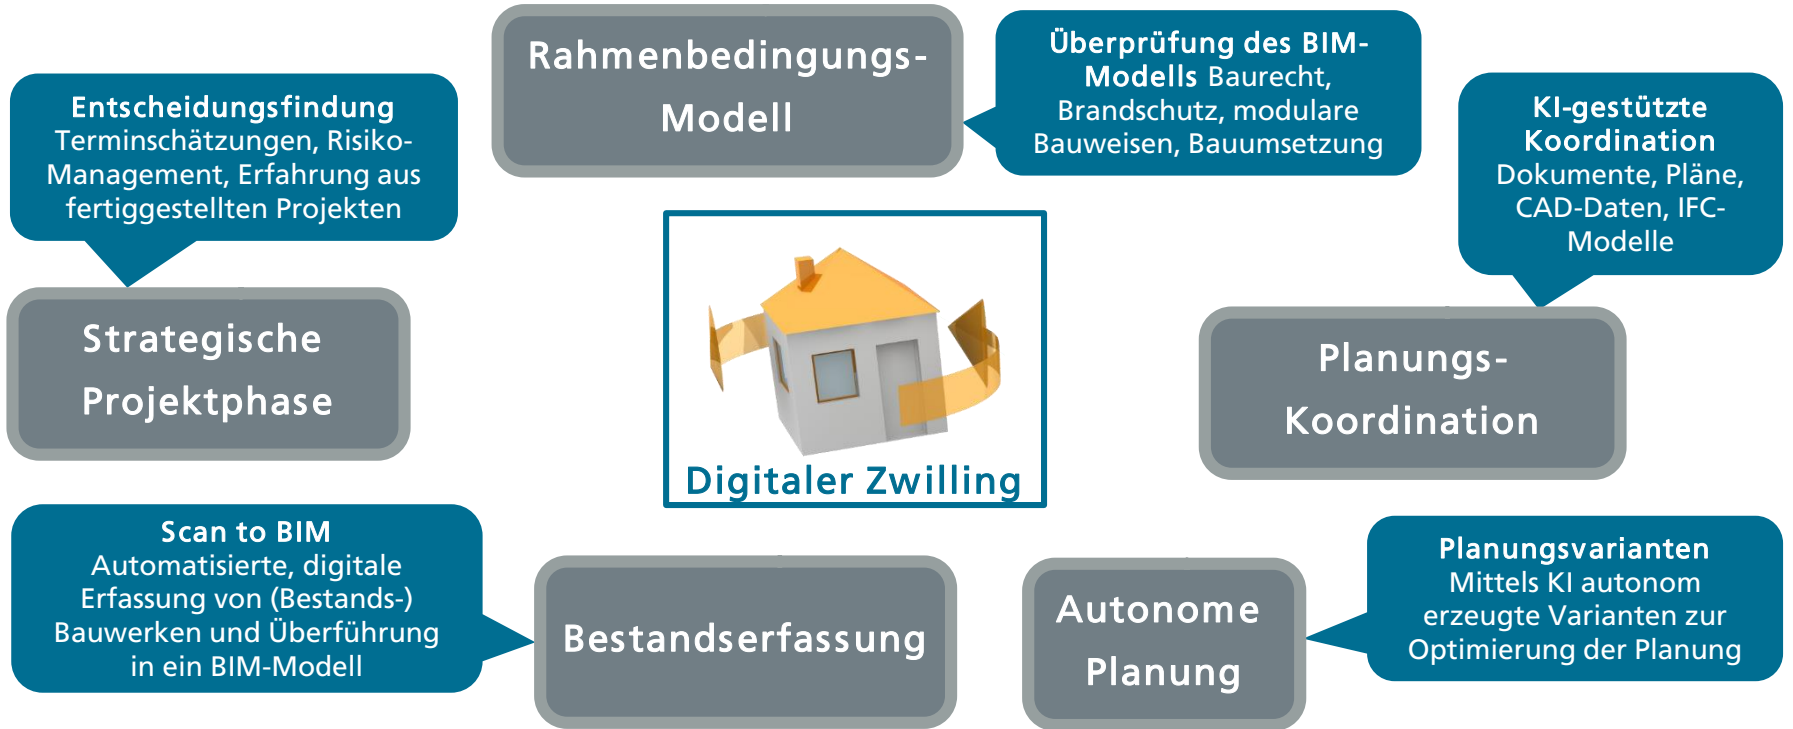 Rahmenbedingungs-
Modell
Überprüfung des BIM-
Modells Baurecht,
Brandschutz, modulare
Bauweisen, Bauumsetzung
Entscheidungsfindung
Terminschätzungen, Risiko-
Management, Erfahrung aus
fertiggestellten Projekten
KI-gestützte
Koordination
Dokumente, Pläne,
CAD-Daten, IFC-
Modelle
Strategische
Projektphase
Planungs-
Koordination
Digitaler Zwilling
Scan to BIM
Automatisierte, digitale
Erfassung von (Bestands-)
Bauwerken und Überführung
in ein BIM-Modell
Bestandserfassung
Autonome
Planung
Planungsvarianten
Mittels KI autonom
erzeugte Varianten zur
Optimierung der Planung